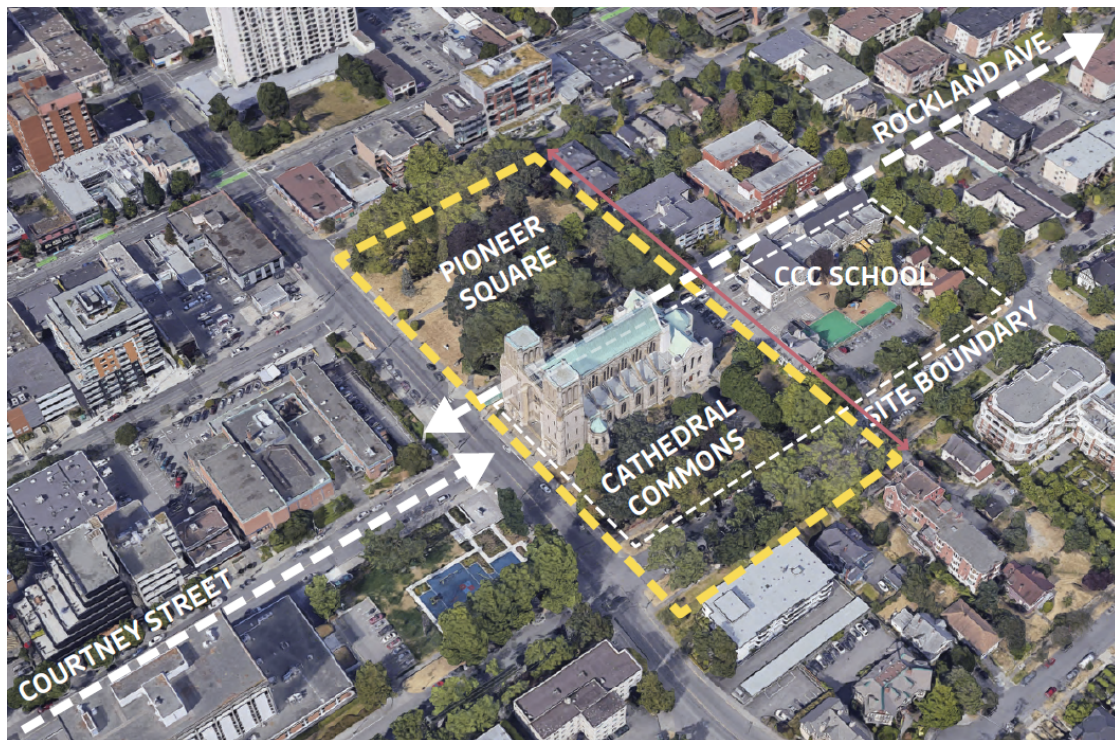 ROCKLAND AVE
PIONEER
SQUARE
CCC SCHOOL
SITE BOUNDARY
CATHEDRAL
COMMONS
COURTNEY STREET